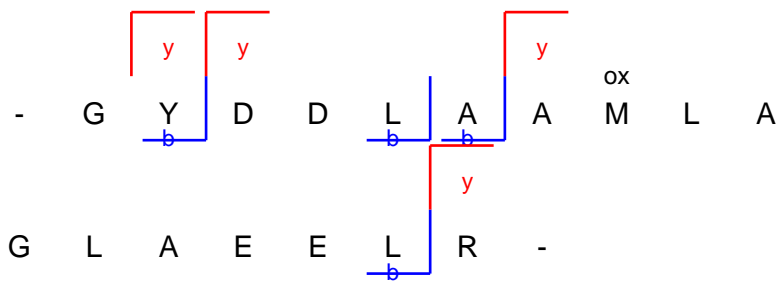 y y y
ox
- G Y D D L A A M L A
b b b
y
G L A E E L R -
b